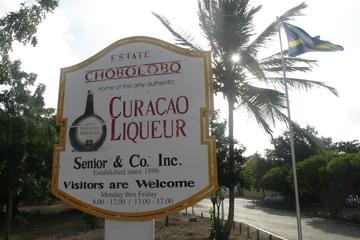 ESTATE
CHOBOLOBO
Home of the only authentic
CURACAO
LIQUEUR
Senior & Co. Inc.
Established since 1896
Visitors are Welcome
Monday thru Friday
8.00 - 12.00 / 13.00 - 17.00